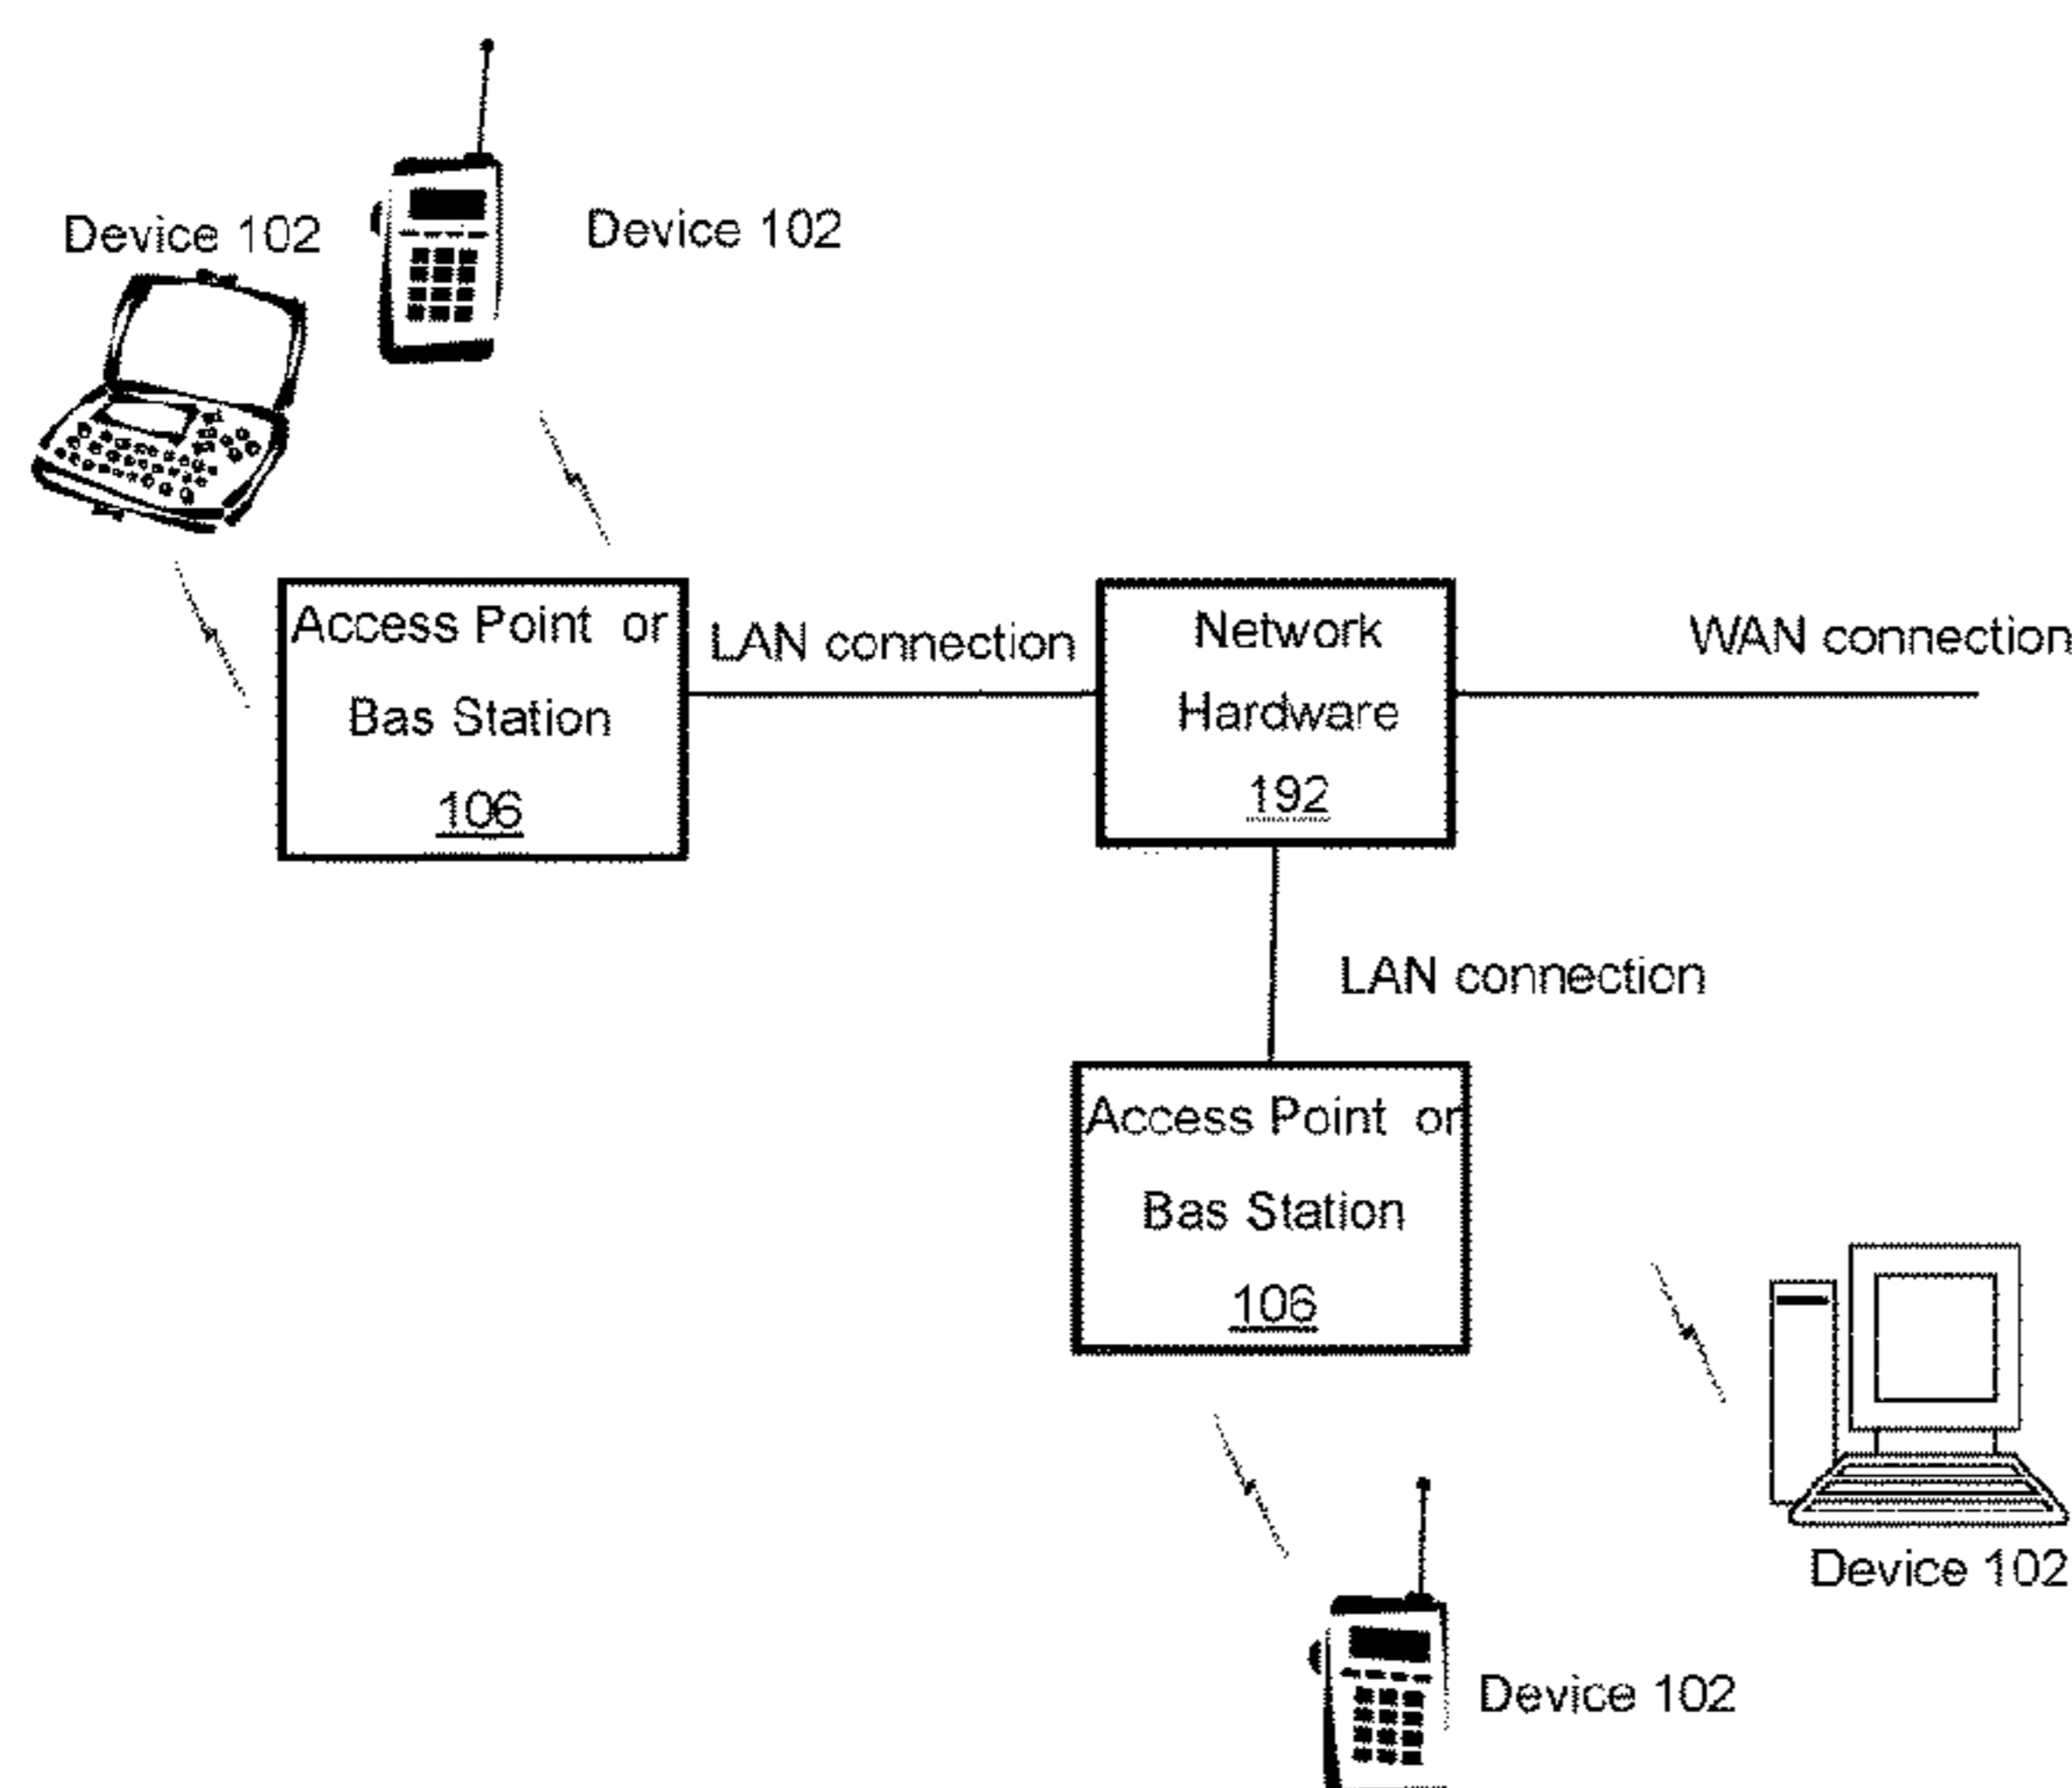 Device 102
Device 102
Access Point or
Bas Station
106
LAN connection
Network
Hardware
192
WAN connection
LAN connection
Access Point or
Bas Station
106
Device 102
Device 102